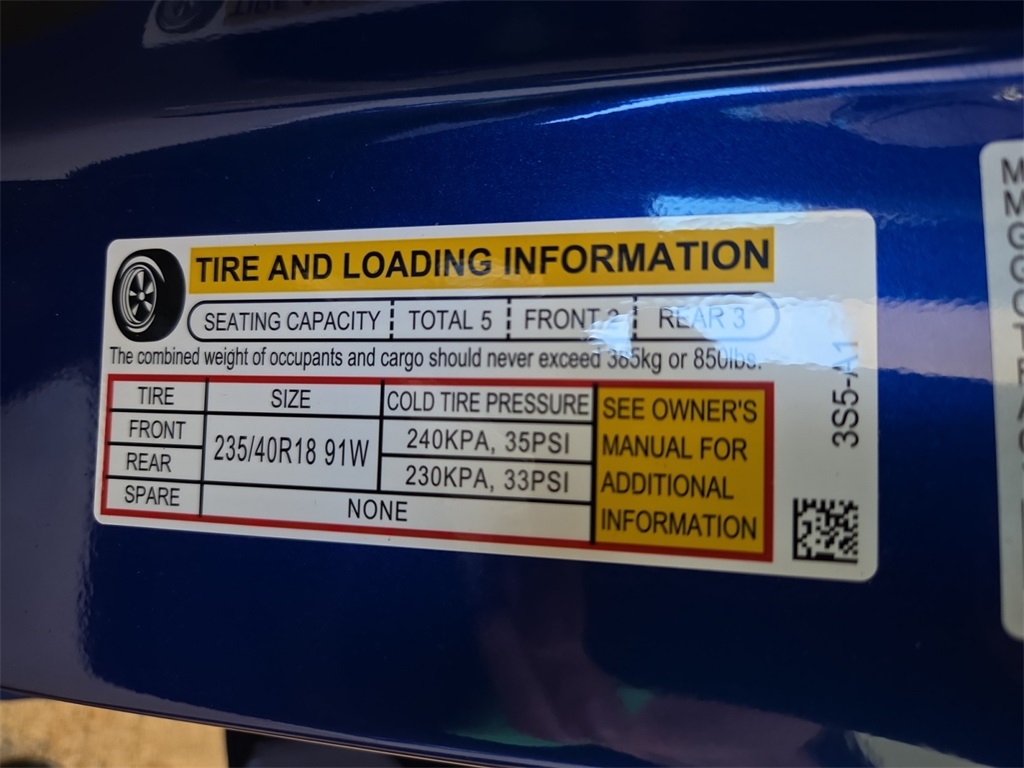 TIRE AND LOADING INFORMATION
SEATING CAPACITY TOTAL 5 FRONT 2 REAR 3
The combined weight of occupants and cargo should never exceed 385kg or 850lbs.
TIRE SIZE COLD TIRE PRESSURE
FRONT 235/40R18 91W 240KPA, 35PSI
REAR 230KPA, 33PSI
SPARE NONE
SEE OWNER'S
MANUAL FOR
ADDITIONAL
INFORMATION
3S5-A1